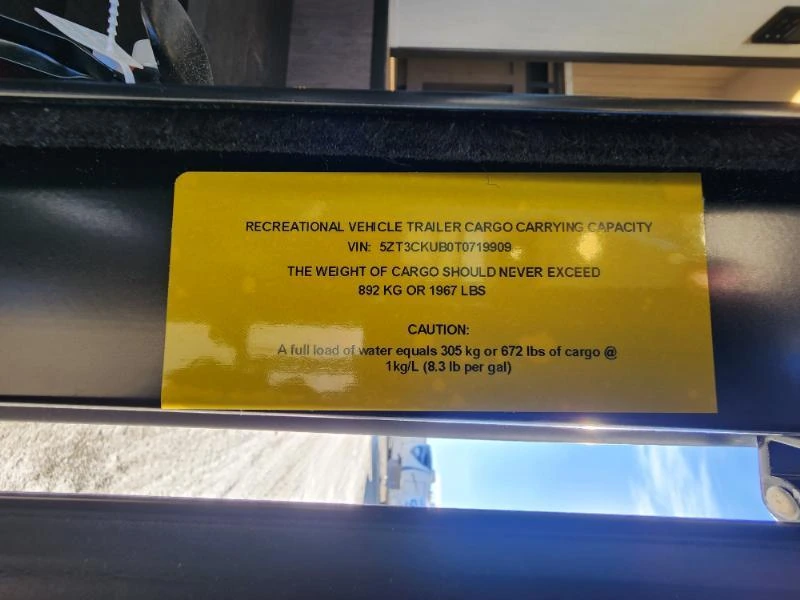 RECREATIONAL VEHICLE TRAILER CARGO CARRYING CAPACITY
VIN: 5ZT3CKUB0T0719909
THE WEIGHT OF CARGO SHOULD NEVER EXCEED
892 KG OR 1967 LBS
CAUTION:
A full load of water equals 305 kg or 672 lbs of cargo @
1kg/L (8.3 lb per gal)